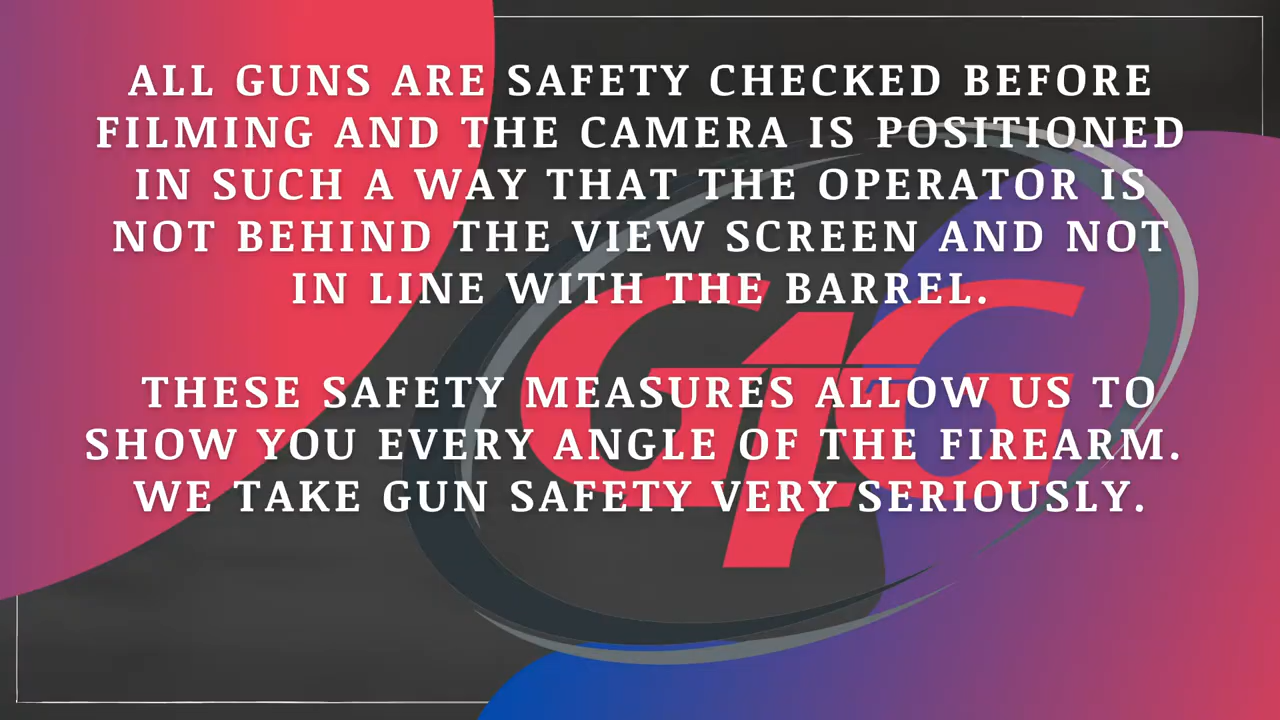 ALL GUNS ARE SAFETY CHECKED BEFORE
FILMING AND THE CAMERA IS POSITIONED
IN SUCH A WAY THAT THE OPERATOR IS
NOT BEHIND THE VIEW SCREEN AND NOT
IN LINE WITH THE BARREL.
THESE SAFETY MEASURES ALLOW US TO
SHOW YOU EVERY ANGLE OF THE FIREARM.
WE TAKE GUN SAFETY VERY SERIOUSLY.
G1G